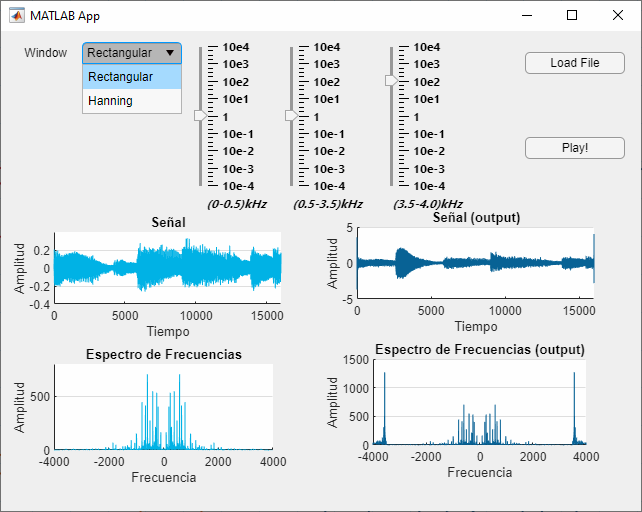 MATLAB App
Window
Rectangular
Rectangular
Hanning
10e4
10e3
10e2
10e1
1
10e-1
10e-2
10e-3
10e-4
(0-0.5)kHz
10e4
10e3
10e2
10e1
1
10e-1
10e-2
10e-3
10e-4
(0.5-3.5)kHz
10e4
10e3
10e2
10e1
1
10e-1
10e-2
10e-3
10e-4
(3.5-4.0)kHz
Load File
Play!
Señal
Amplitud
0.2
0
-0.2
-0.4
0 5000 10000 15000
Tiempo
Señal (output)
Amplitud
5
0
-5
0 5000 10000 15000
Tiempo
Espectro de Frecuencias
Amplitud
500
0
-4000 -2000 0 2000 4000
Frecuencia
Espectro de Frecuencias (output)
Amplitud
1500
1000
500
0
-4000 -2000 0 2000 4000
Frecuencia